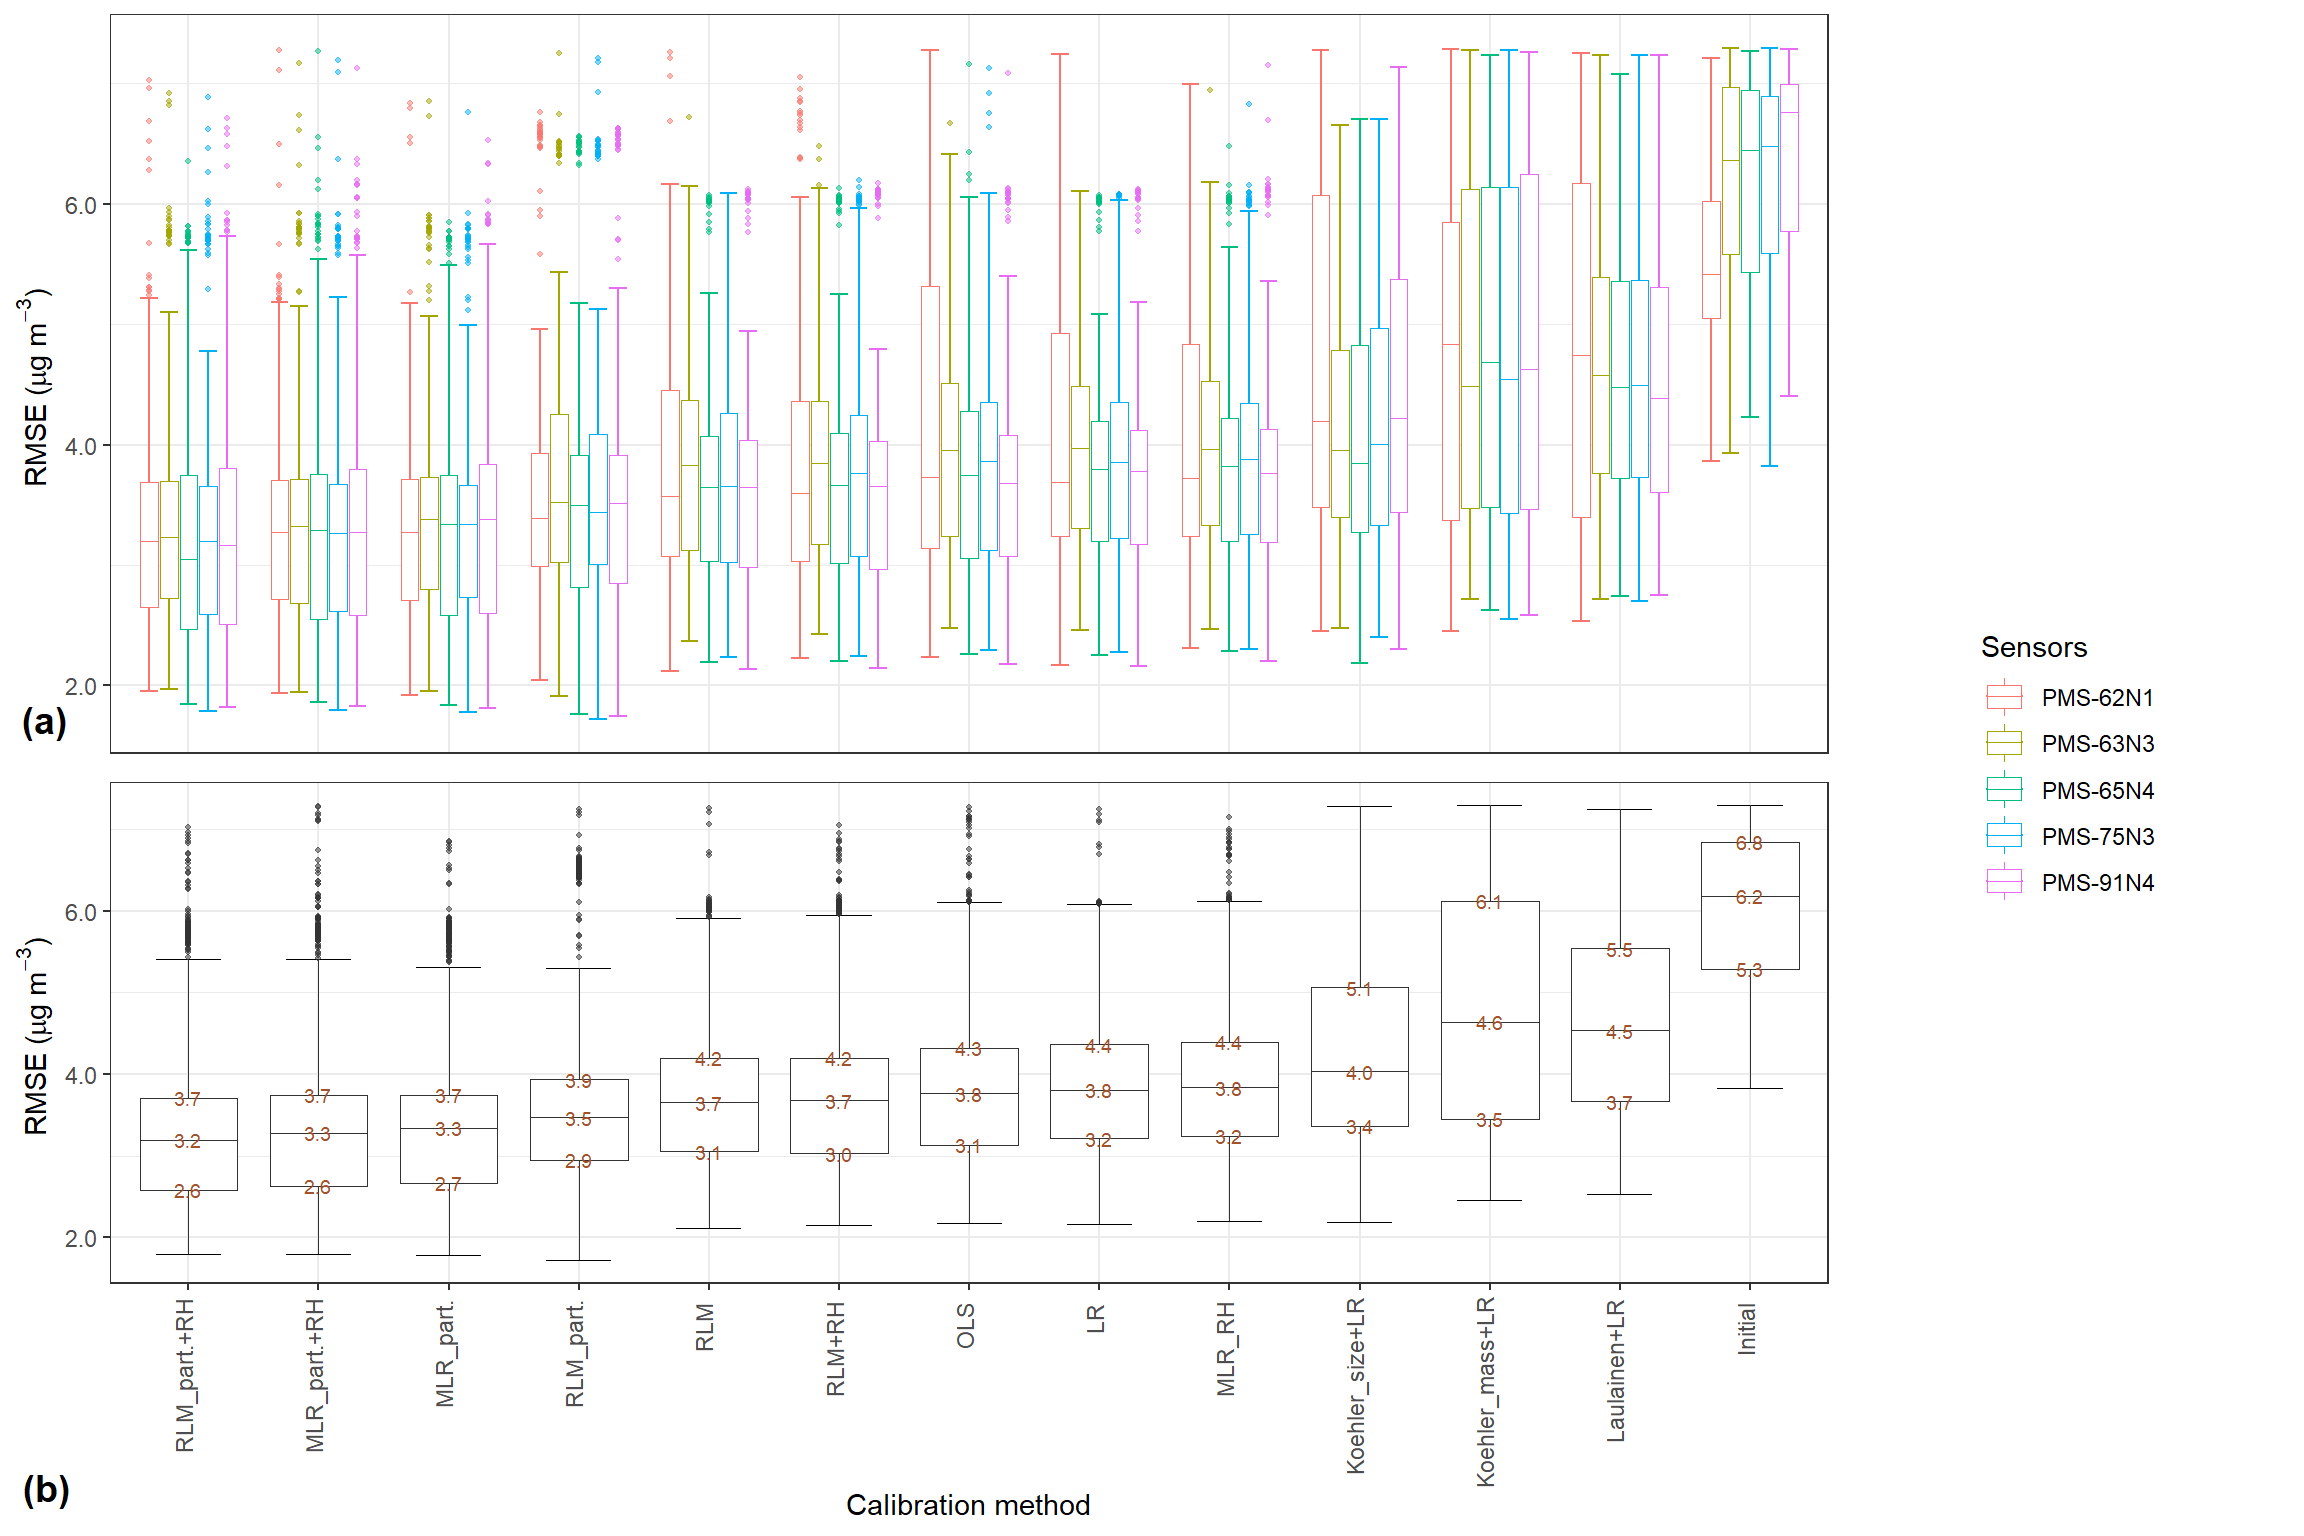 RMSE (µg m⁻³)
6.0
4.0
2.0
(a)
Sensors
PMS-62N1
PMS-63N3
PMS-65N4
PMS-75N3
PMS-91N4
RMSE (µg m⁻³)
6.0
4.0
2.0
3.7 3.7 3.7 3.9 4.2 4.2 4.3 4.4 4.4 5.1 6.1 5.5 6.8
3.2 3.3 3.3 3.5 3.7 3.7 3.8 3.8 3.8 4.0 4.6 4.5 6.2
2.6 2.6 2.7 2.9 3.1 3.0 3.1 3.2 3.2 3.4 3.5 3.7 5.3
RLM_part.+RH
MLR_part.+RH
MLR_part.
RLM_part.
RLM
RLM+RH
OLS
LR
MLR_RH
Koehler_size+LR
Koehler_mass+LR
Laulainen+LR
Initial
(b)
Calibration method